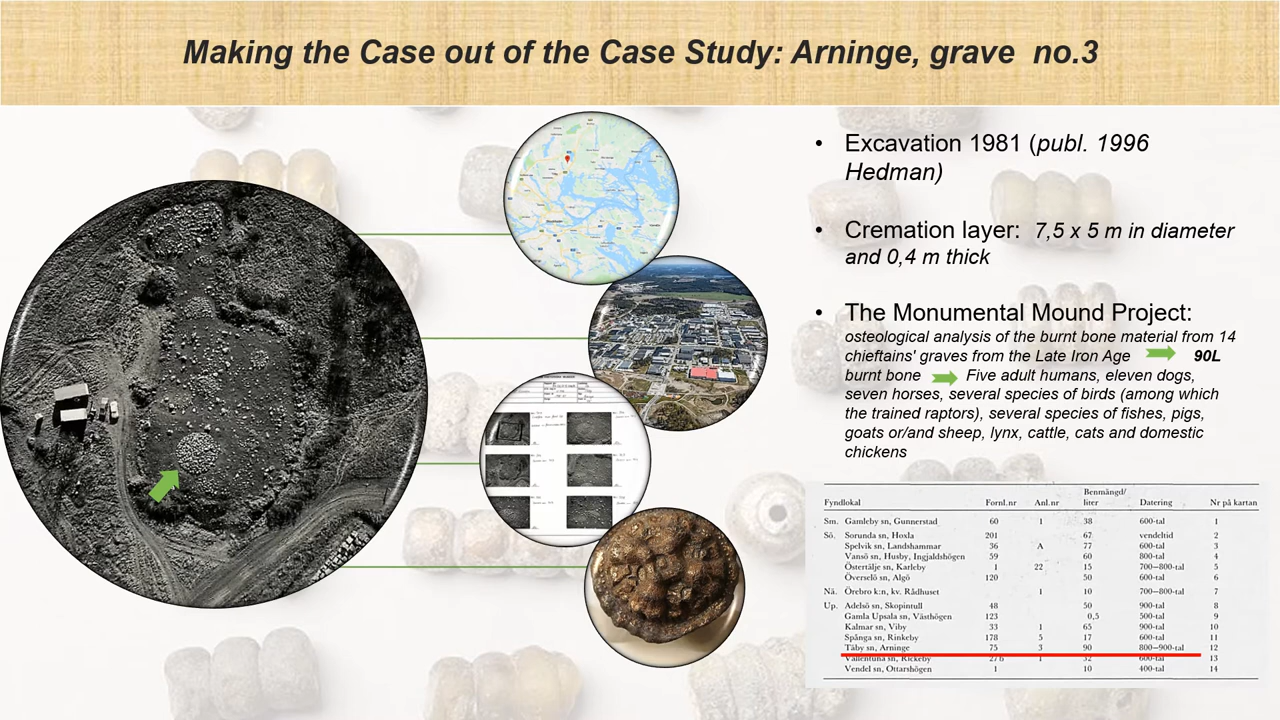 Making the Case out of the Case Study: Arninge, grave no.3
• Excavation 1981 (publ. 1996
Hedman)
• Cremation layer: 7,5 x 5 m in diameter
and 0,4 m thick
• The Monumental Mound Project:
osteological analysis of the burnt bone material from 14
chieftains' graves from the Late Iron Age 90L
burnt bone Five adult humans, eleven dogs,
seven horses, several species of birds (among which
the trained raptors), several species of fishes, pigs,
goats or/and sheep, lynx, cattle, cats and domestic
chickens
Fyndlokal Fornl.nr Anl.nr Benmängd/liter Datering Nr på kartan
Sm. Gamleby sn, Gunnerstad 60 1 38 600-tal 1
Sö. Sorunda sn, Hoxla 201 67 vendeltid 2
Spelvik sn, Landshammar 36 A 77 600-tal 3
Vansö sn, Husby, Ingjaldshögen 59 60 800-tal 4
Östertälje sn, Karleby 1 22 15 700–800-tal 5
Överselö sn, Algö 120 50 600-tal 6
Nä. Örebro k:n, kv. Rådhuset 1 10 700–800-tal 7
Up. Adelsö sn, Skopintull 48 50 900-tal 8
Gamla Upsala sn, Västhögen 123 0,5 500-tal 9
Kalmar sn, Viby 33 1 65 900-tal 10
Spånga sn, Rinkeby 178 5 17 600-tal 11
Täby sn, Arninge 75 3 90 800–900-tal 12
Vallentuna sn, Rickeby 27b 1 32 600-tal 13
Vendel sn, Ottarshögen 1 10 400-tal 14